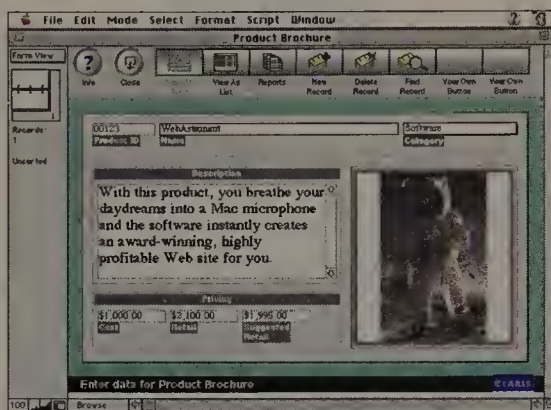 File Edit Mode Select Format Script Window
Product Brochure
Form View
Info
Close
View As List
Reports
New Record
Delete Record
Find Record
Your Own Button
Your Own Button
1
Records:
1
Unsorted
00123
WebAstronaut
Software
Product ID
Name
Category
Description
With this product, you breathe your
daydreams into a Mac microphone
and the software instantly creates
an award-winning, highly
profitable Web site for you.
Pricing
$1,000.00
$2,100.00
$1,995.00
Cost
Retail
Suggested
Retail
Enter data for Product Brochure
CLARIS
100
Browse